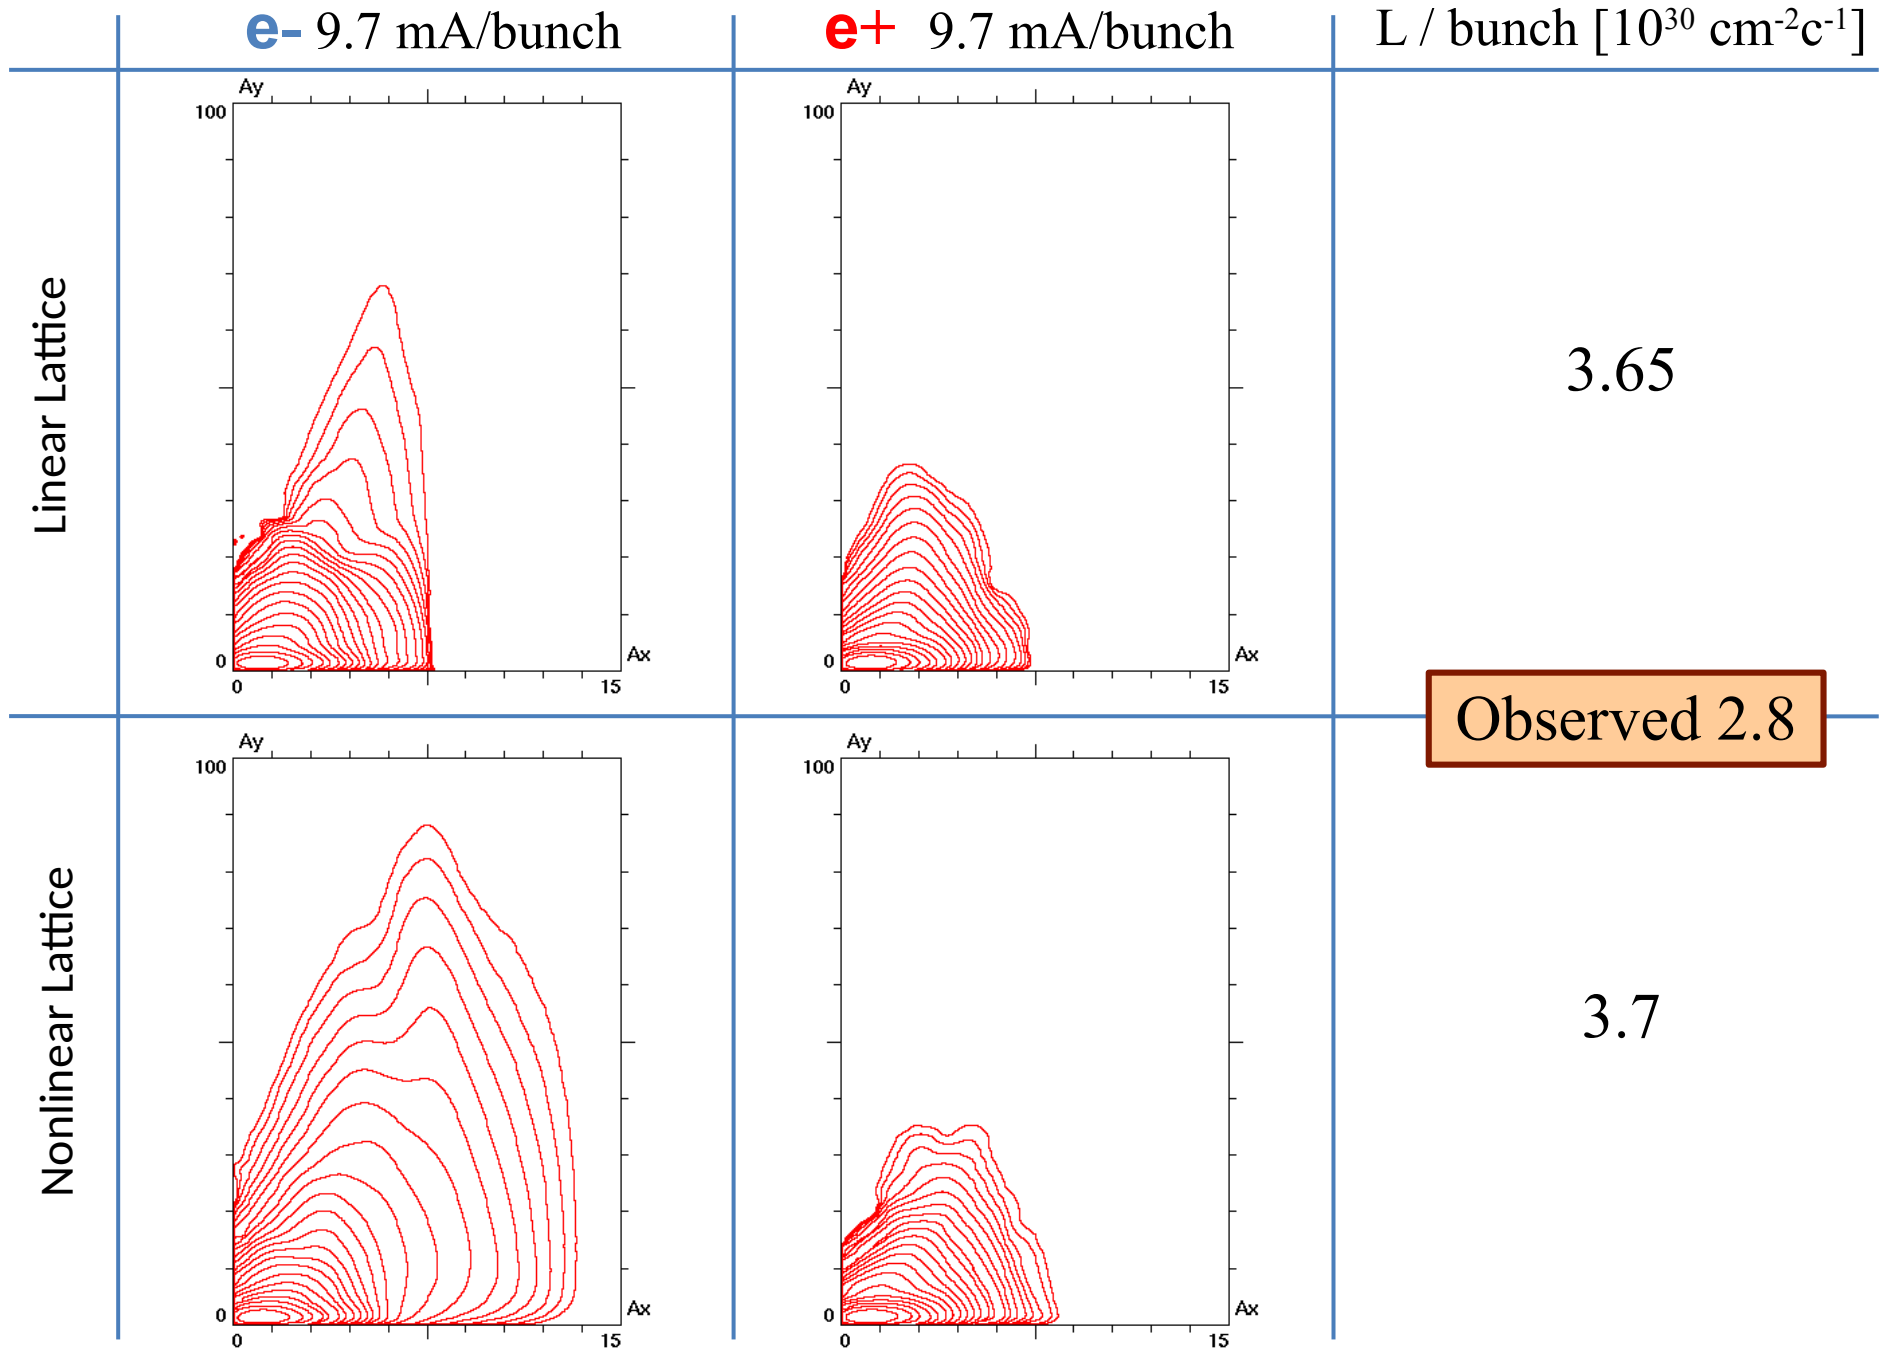 e- 9.7 mA/bunch
e+ 9.7 mA/bunch
L / bunch [10³⁰ cm⁻²c⁻¹]
Linear Lattice
Ay
100
0
Ax
0
15
Ay
100
0
Ax
0
15
3.65
Observed 2.8
Nonlinear Lattice
Ay
100
0
Ax
0
15
Ay
100
0
Ax
0
15
3.7